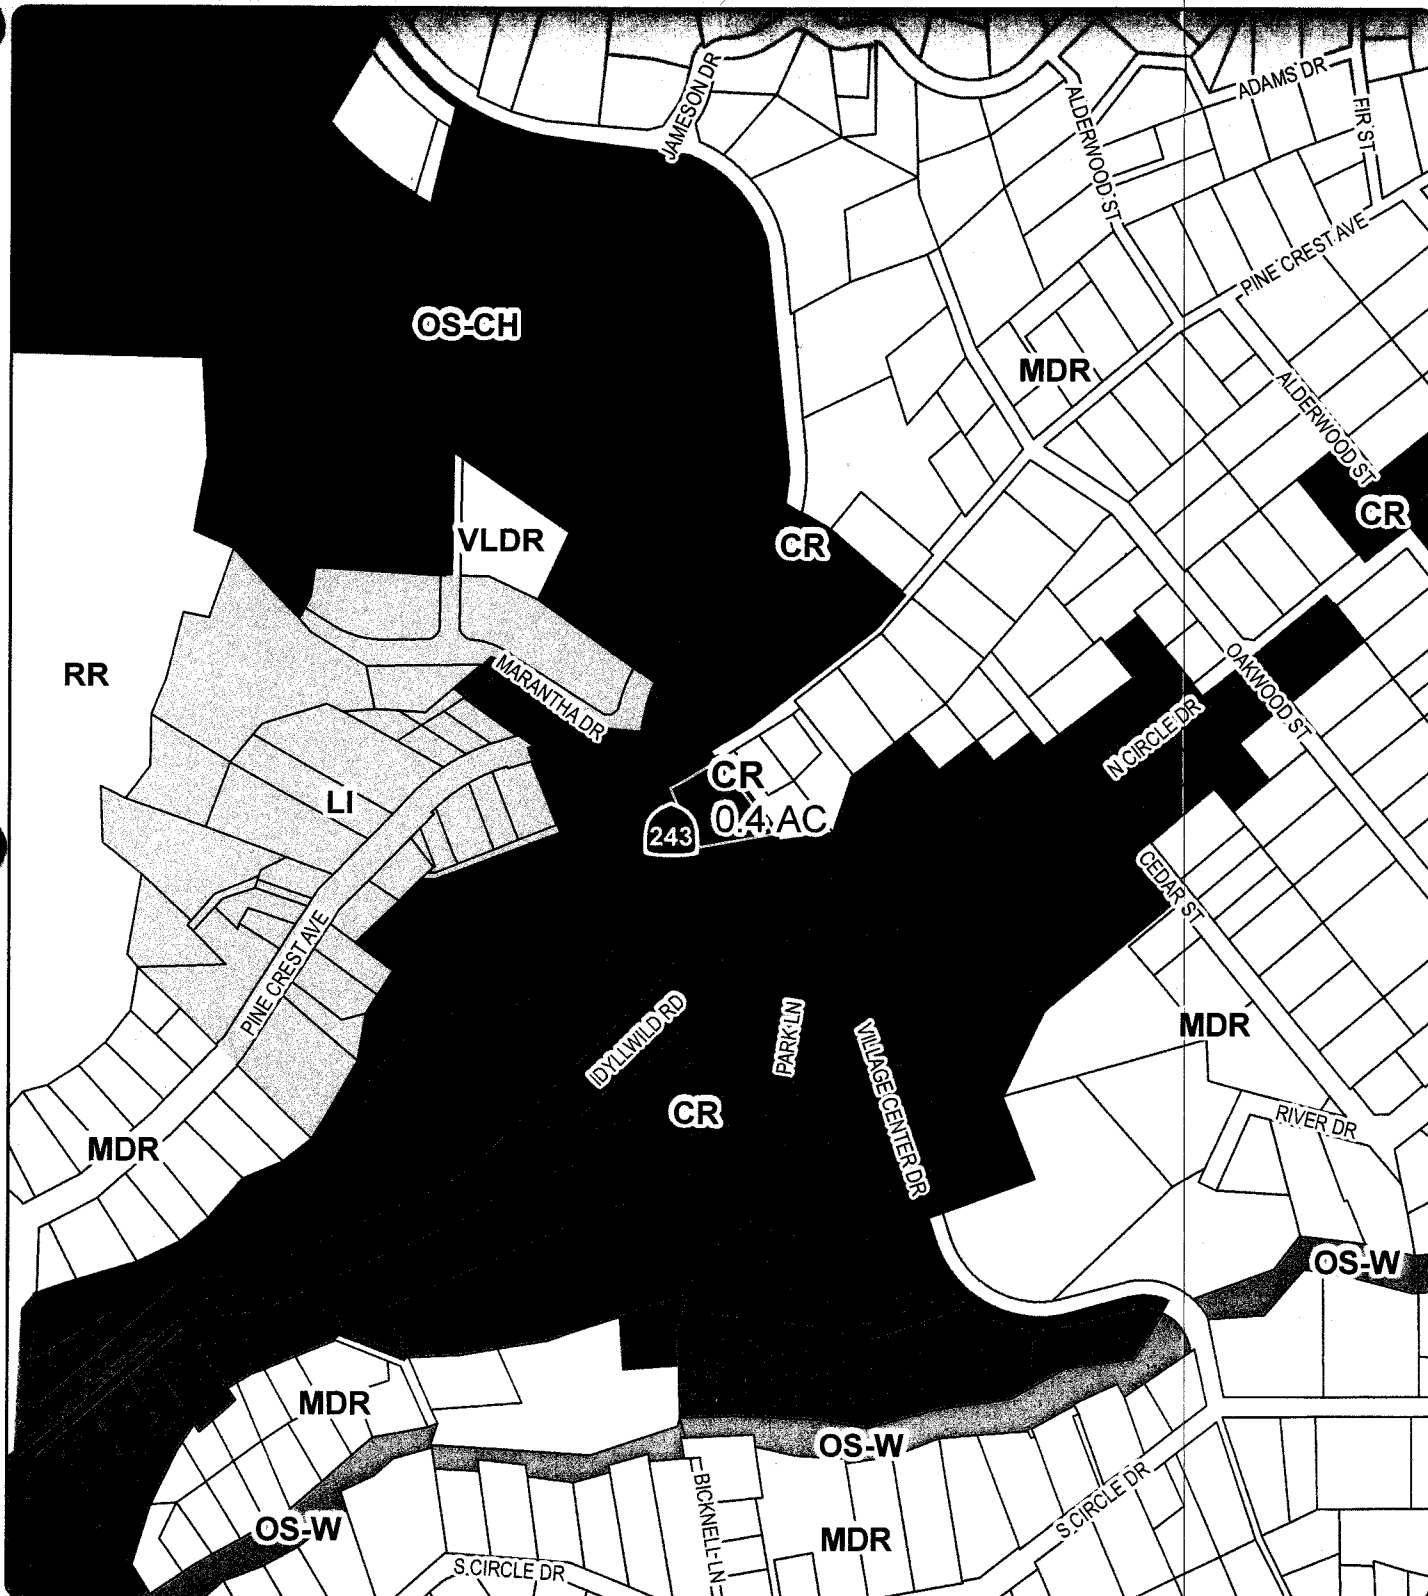 JAMESON DR
ADAMS DR
ALDERWOOD ST
FIR ST
PINE CREST AVE
OS-CH
MDR
ALDERWOOD ST
CR
VLDR
CR
RR
MARANTHA DR
OAKWOOD ST
N CIRCLE DR
CR
0.4 AC
243
LI
CEDAR ST
PINE CREST AVE
IDYLLWILD RD
PARK LN
VILLAGE CENTER DR
MDR
CR
RIVER DR
MDR
OS-W
MDR
OS-W
OS-W
BICKNELL LN
S CIRCLE DR
MDR
S CIRCLE DR